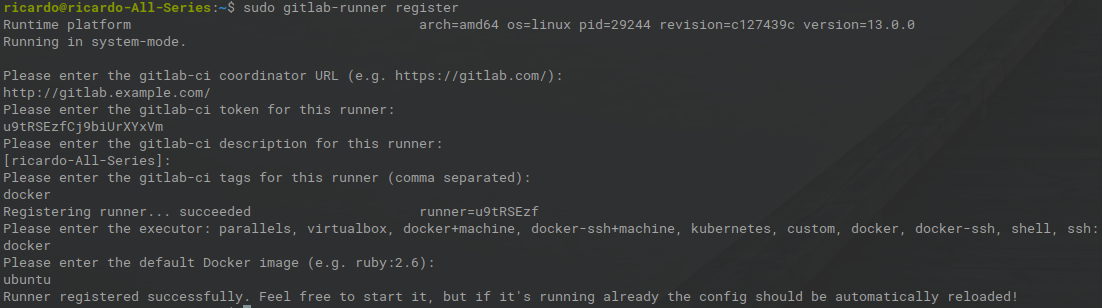 ricardo@ricardo-All-Series:~$ sudo gitlab-runner register
Runtime platform                                    arch=amd64 os=linux pid=29244 revision=c127439c version=13.0.0
Running in system-mode.

Please enter the gitlab-ci coordinator URL (e.g. https://gitlab.com/):
http://gitlab.example.com/
Please enter the gitlab-ci token for this runner:
u9tRSEzfCj9biUrXYxVm
Please enter the gitlab-ci description for this runner:
[ricardo-All-Series]:
Please enter the gitlab-ci tags for this runner (comma separated):
docker
Registering runner... succeeded                     runner=u9tRSEzf
Please enter the executor: parallels, virtualbox, docker+machine, docker-ssh+machine, kubernetes, custom, docker, docker-ssh, shell, ssh:
docker
Please enter the default Docker image (e.g. ruby:2.6):
ubuntu
Runner registered successfully. Feel free to start it, but if it's running already the config should be automatically reloaded!